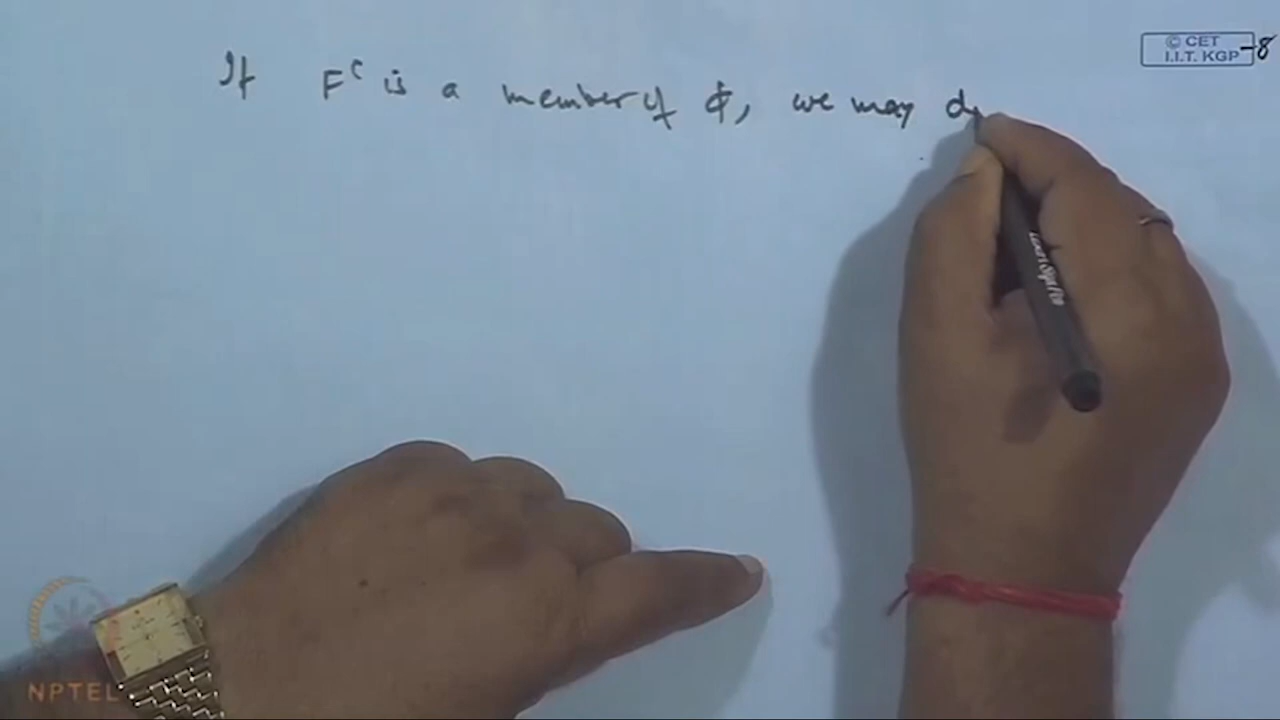 If F^c is a member of Φ, we may
© CET
I.I.T. KGP
-8
NPTEL